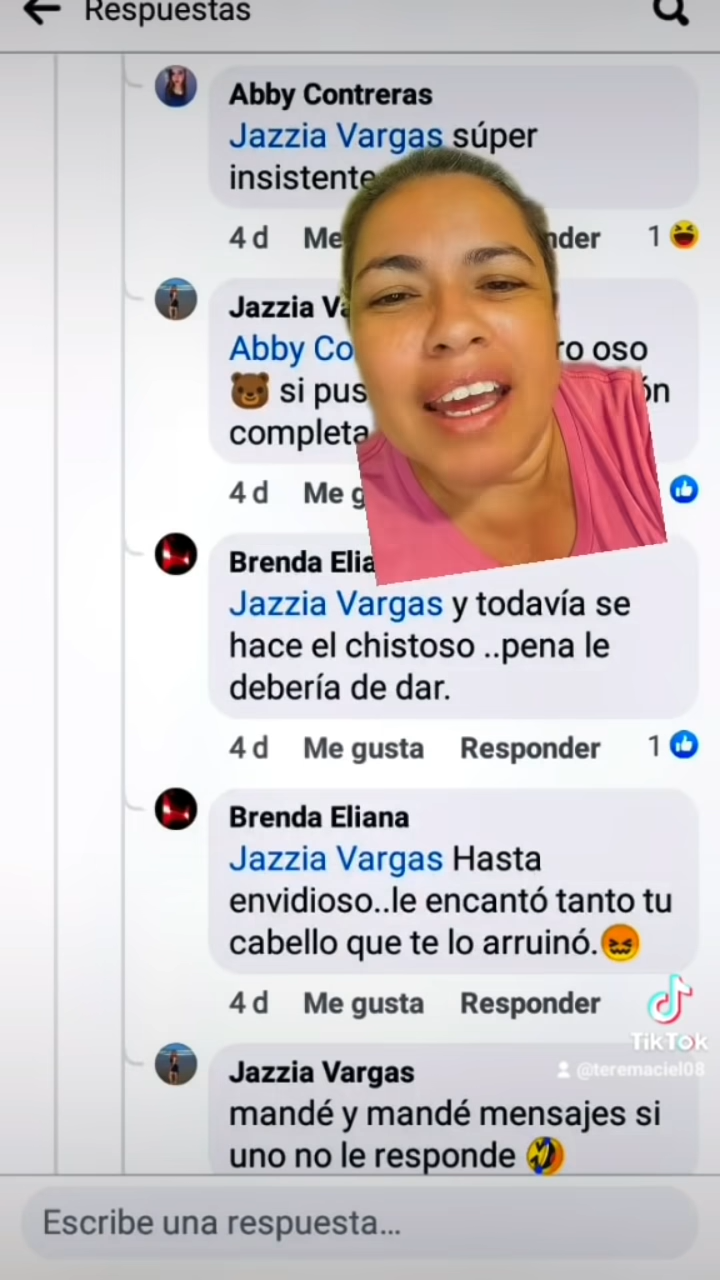 Respuestas
Abby Contreras
Jazzia Vargas súper
insistente
4 d Me nder 1
Jazzia Va
Abby Co ro oso
si pus ón
completa
4 d Me g
Brenda Elia
Jazzia Vargas y todavía se
hace el chistoso ..pena le
debería de dar.
4 d Me gusta Responder 1
Brenda Eliana
Jazzia Vargas Hasta
envidioso..le encantó tanto tu
cabello que te lo arruinó.
4 d Me gusta Responder
TikTok
@teremaciel08
Jazzia Vargas
mandé y mandé mensajes si
uno no le responde
Escribe una respuesta...